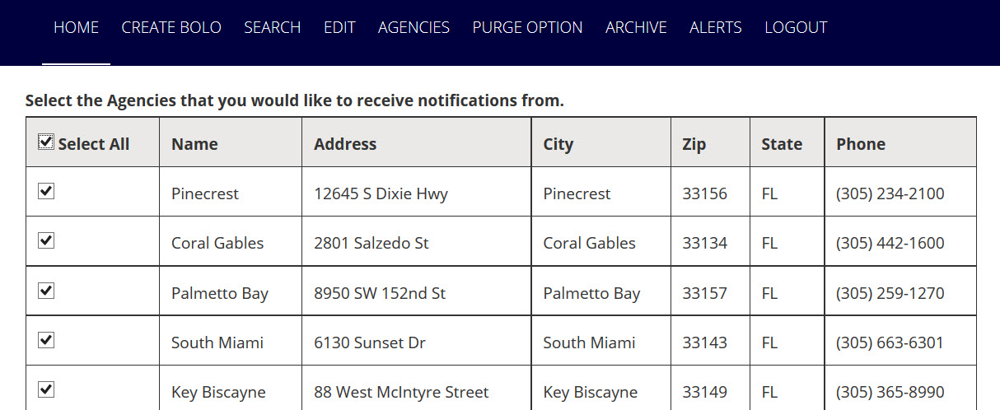 HOME CREATE BOLO SEARCH EDIT AGENCIES PURGE OPTION ARCHIVE ALERTS LOGOUT
Select the Agencies that you would like to receive notifications from.
Select All Name Address City Zip State Phone
Pinecrest 12645 S Dixie Hwy Pinecrest 33156 FL (305) 234-2100
Coral Gables 2801 Salzedo St Coral Gables 33134 FL (305) 442-1600
Palmetto Bay 8950 SW 152nd St Palmetto Bay 33157 FL (305) 259-1270
South Miami 6130 Sunset Dr South Miami 33143 FL (305) 663-6301
Key Biscayne 88 West McIntyre Street Key Biscayne 33149 FL (305) 365-8990